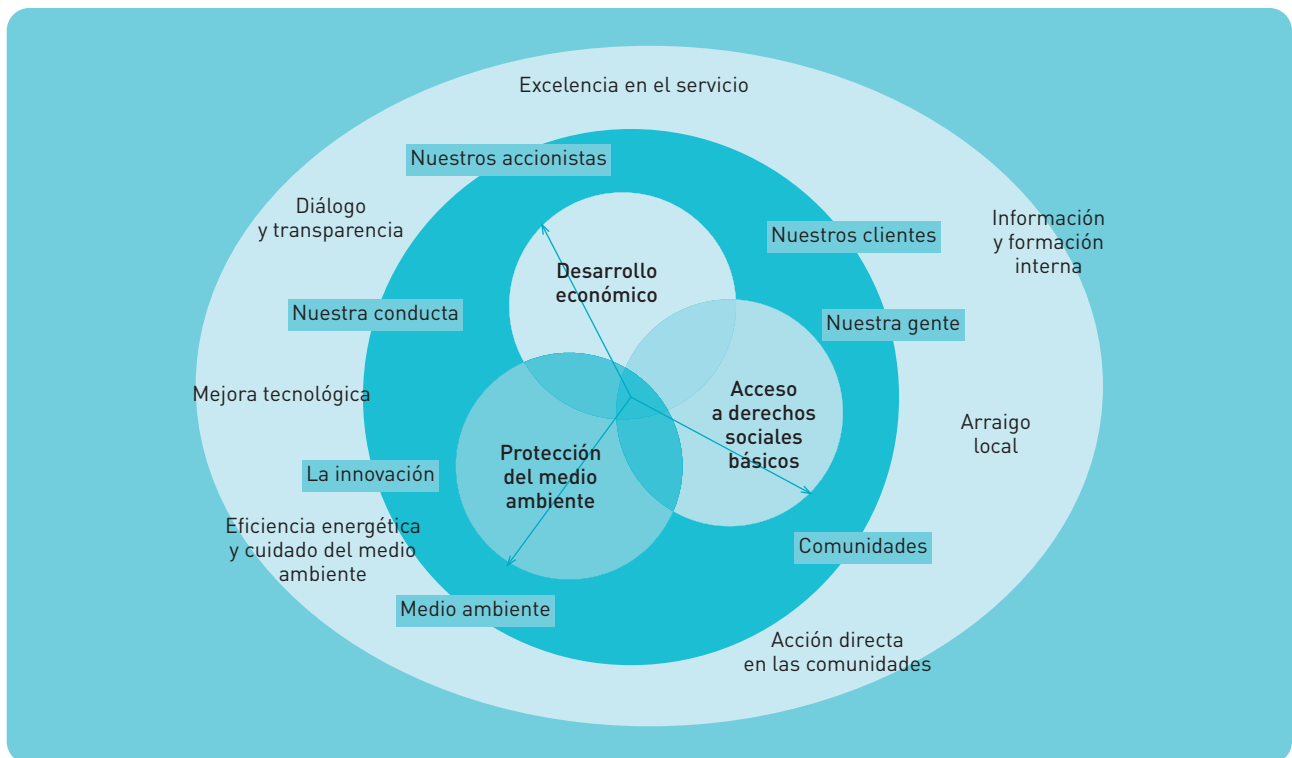 Excelencia en el servicio
Nuestros accionistas
Diálogo
y transparencia
Nuestros clientes
Información
y formación
interna
Desarrollo
económico
Nuestra conducta
Nuestra gente
Mejora tecnológica
Acceso
a derechos
sociales
básicos
Arraigo
local
Protección
del medio
ambiente
La innovación
Eficiencia energética
y cuidado del medio
ambiente
Comunidades
Medio ambiente
Acción directa
en las comunidades